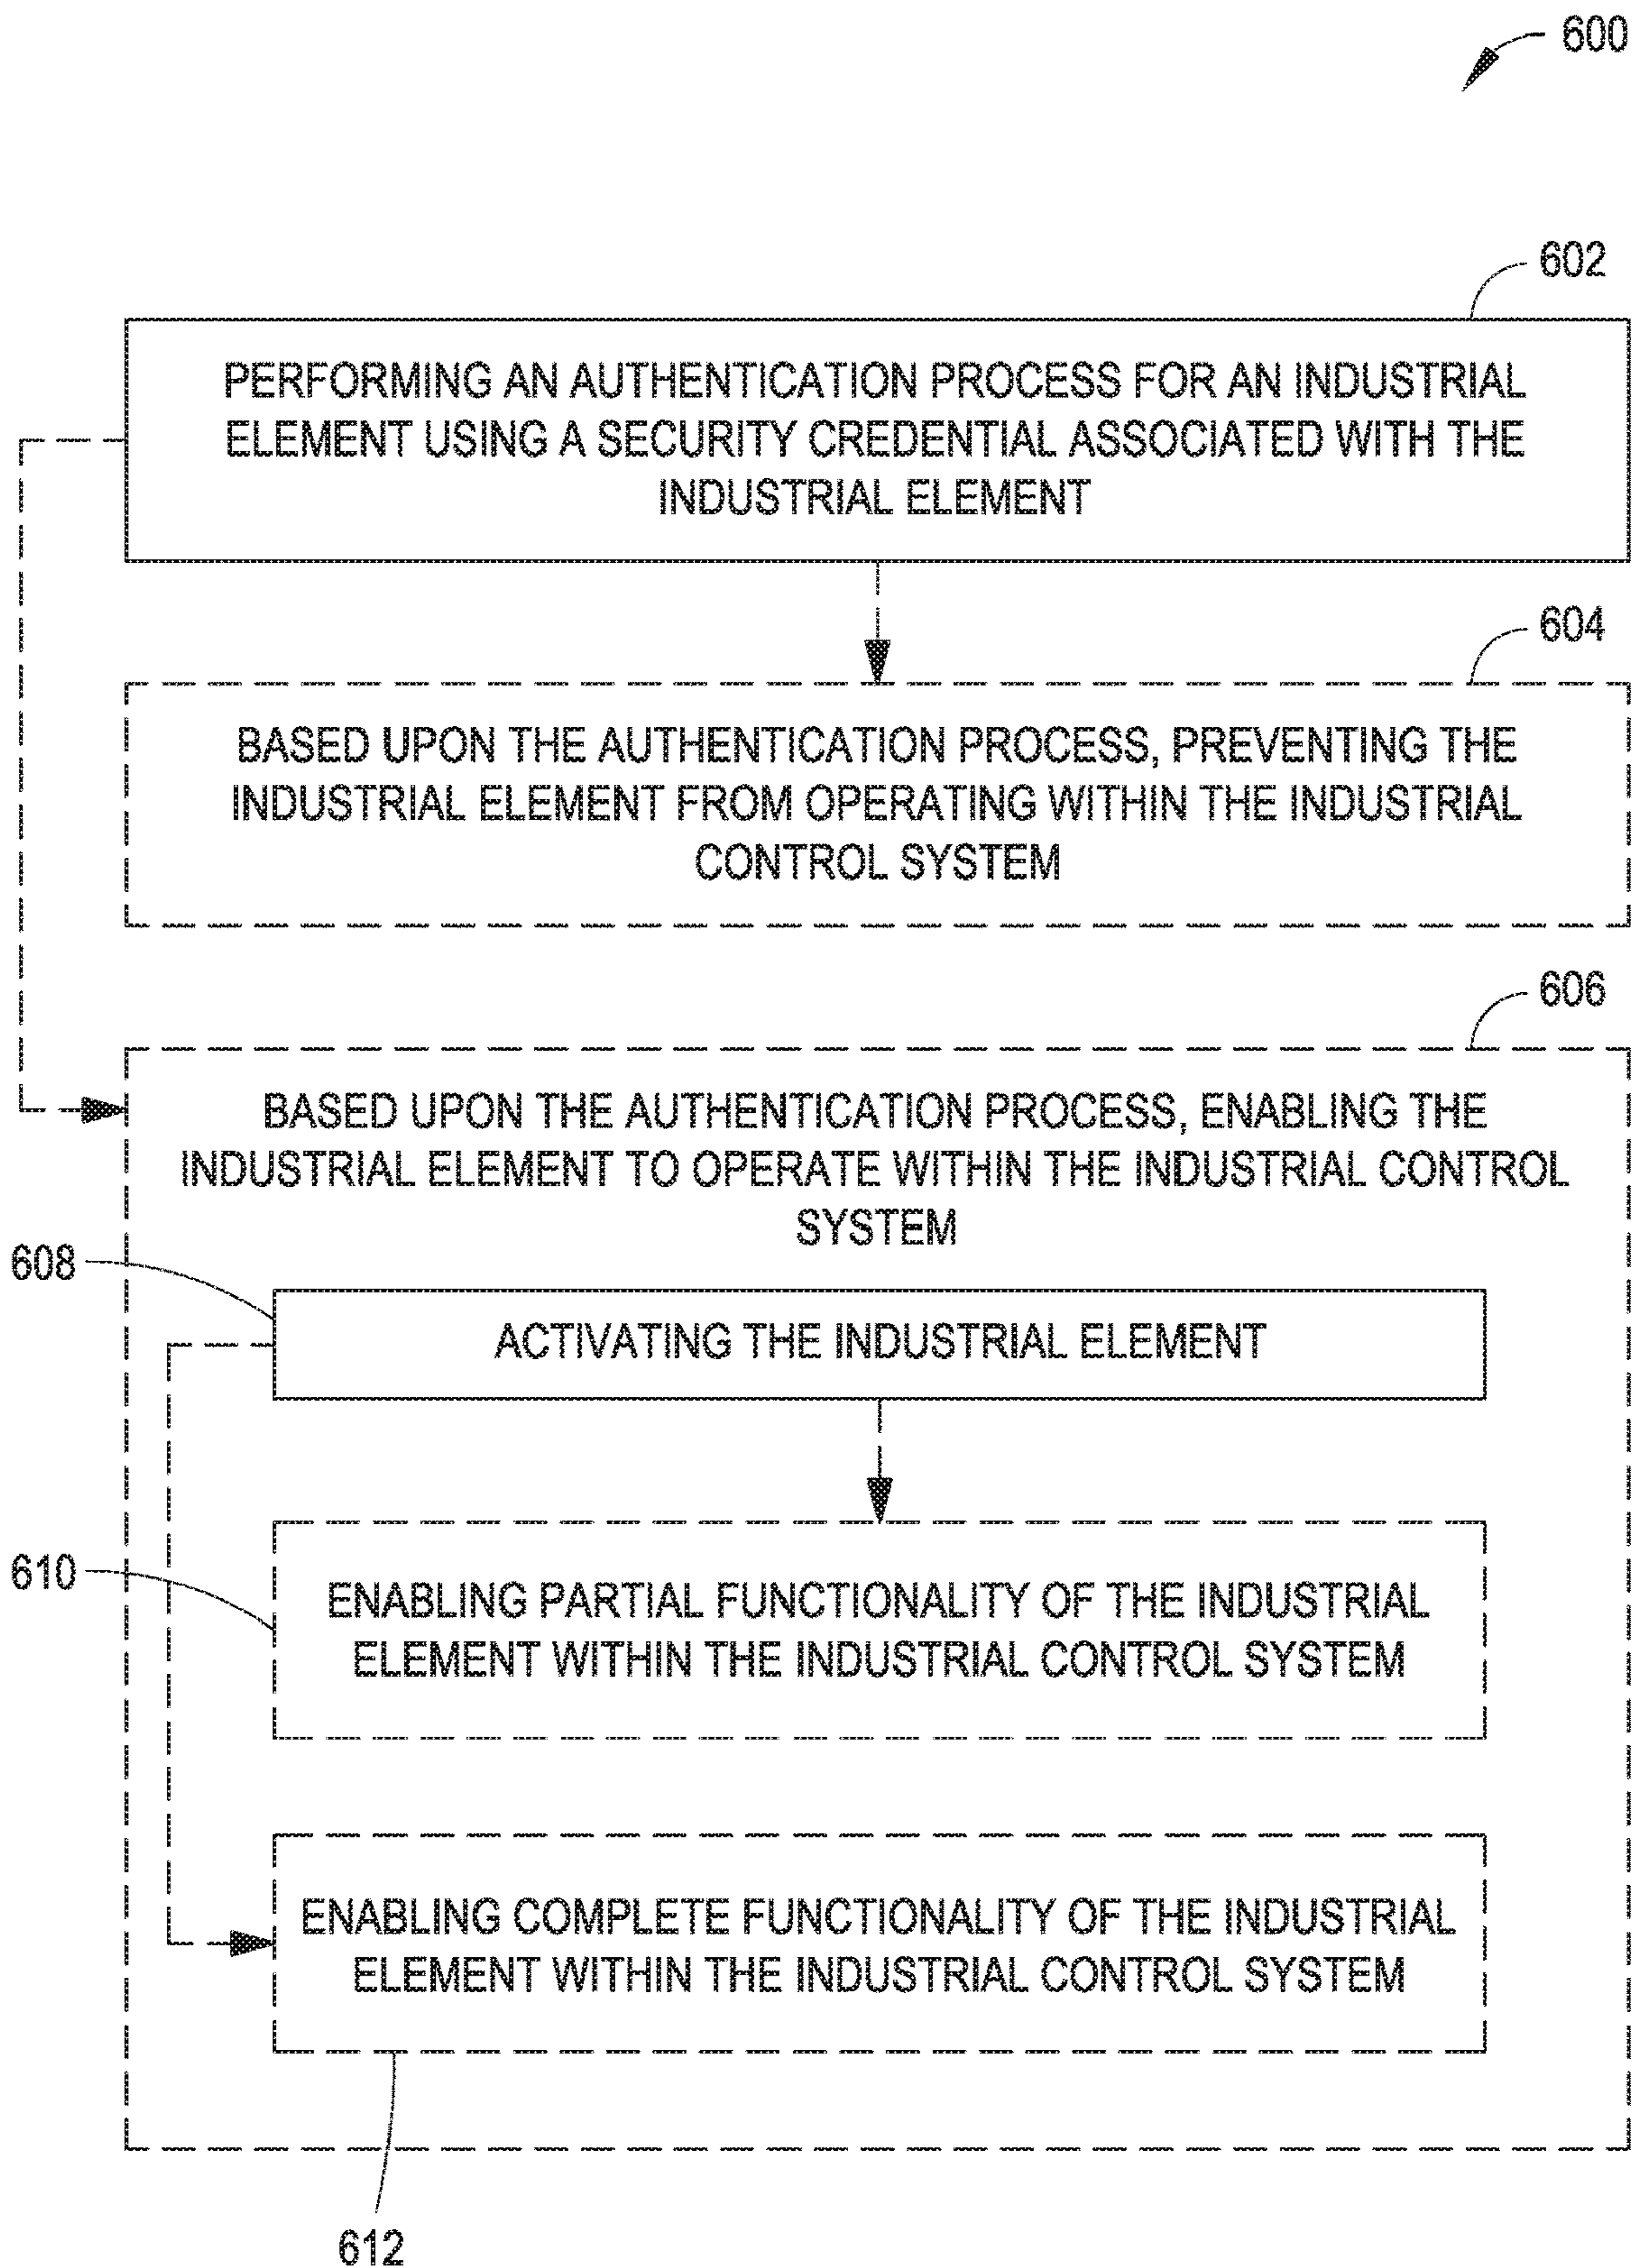 600
602
PERFORMING AN AUTHENTICATION PROCESS FOR AN INDUSTRIAL
ELEMENT USING A SECURITY CREDENTIAL ASSOCIATED WITH THE
INDUSTRIAL ELEMENT
604
BASED UPON THE AUTHENTICATION PROCESS, PREVENTING THE
INDUSTRIAL ELEMENT FROM OPERATING WITHIN THE INDUSTRIAL
CONTROL SYSTEM
606
BASED UPON THE AUTHENTICATION PROCESS, ENABLING THE
INDUSTRIAL ELEMENT TO OPERATE WITHIN THE INDUSTRIAL CONTROL
SYSTEM
608
ACTIVATING THE INDUSTRIAL ELEMENT
610
ENABLING PARTIAL FUNCTIONALITY OF THE INDUSTRIAL
ELEMENT WITHIN THE INDUSTRIAL CONTROL SYSTEM
ENABLING COMPLETE FUNCTIONALITY OF THE INDUSTRIAL
ELEMENT WITHIN THE INDUSTRIAL CONTROL SYSTEM
612